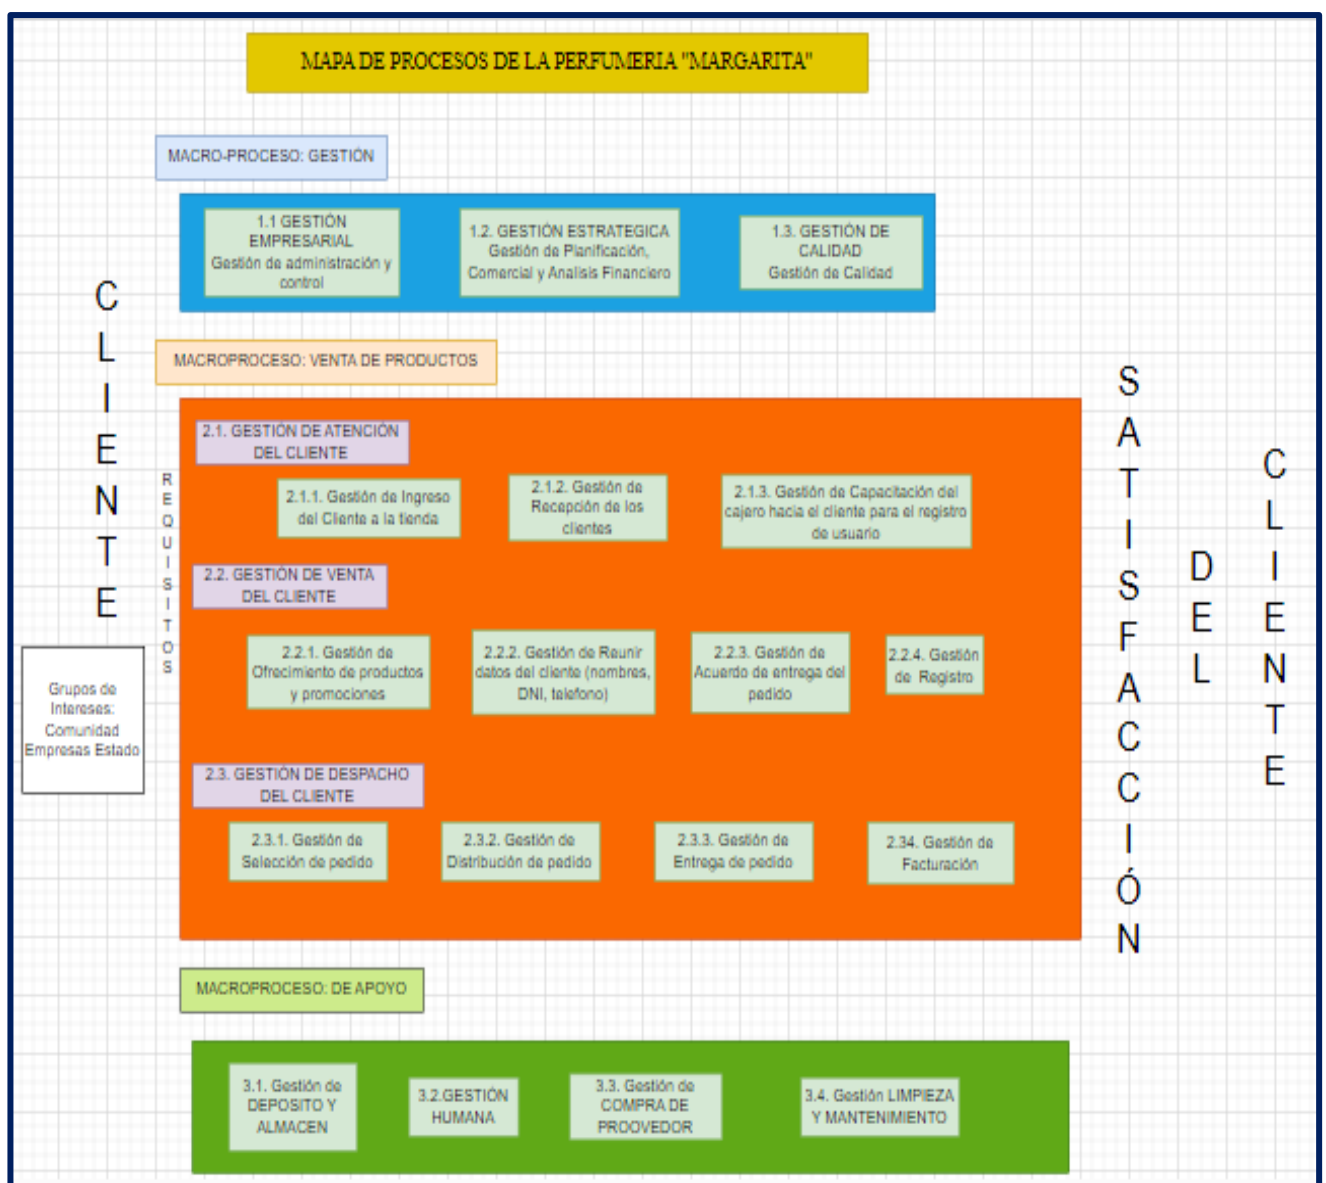 MAPA DE PROCESOS DE LA PERFUMERIA "MARGARITA"
MACRO-PROCESO: GESTIÓN
1.1 GESTIÓN
EMPRESARIAL
Gestión de administración y
control
1.2. GESTIÓN ESTRATEGICA
Gestión de Planificación,
Comercial y Analisis Financiero
1.3. GESTIÓN DE
CALIDAD
Gestión de Calidad
CLIENTE
MACROPROCESO: VENTA DE PRODUCTOS
REQUISITOS
2.1. GESTIÓN DE ATENCIÓN
DEL CLIENTE
2.1.1. Gestión de Ingreso
del Cliente a la tienda
2.1.2. Gestión de
Recepción de los
clientes
2.1.3. Gestión de Capacitación del
cajero hacia el cliente para el registro
de usuario
2.2. GESTIÓN DE VENTA
DEL CLIENTE
2.2.1. Gestión de
Ofrecimiento de productos
y promociones
2.2.2. Gestión de Reunir
datos del cliente (nombres,
DNI, telefono)
2.2.3. Gestión de
Acuerdo de entrega del
pedido
2.2.4. Gestión
de Registro
Grupos de
Intereses:
Comunidad
Empresas Estado
2.3. GESTIÓN DE DESPACHO
DEL CLIENTE
2.3.1. Gestión de
Selección de pedido
2.3.2. Gestión de
Distribución de pedido
2.3.3. Gestión de
Entrega de pedido
2.34. Gestión de
Facturación
SATISFACCIÓN
DEL
CLIENTE
MACROPROCESO: DE APOYO
3.1. Gestión de
DEPOSITO Y
ALMACEN
3.2.GESTIÓN
HUMANA
3.3. Gestión de
COMPRA DE
PROOVEDOR
3.4. Gestión LIMPIEZA
Y MANTENIMIENTO